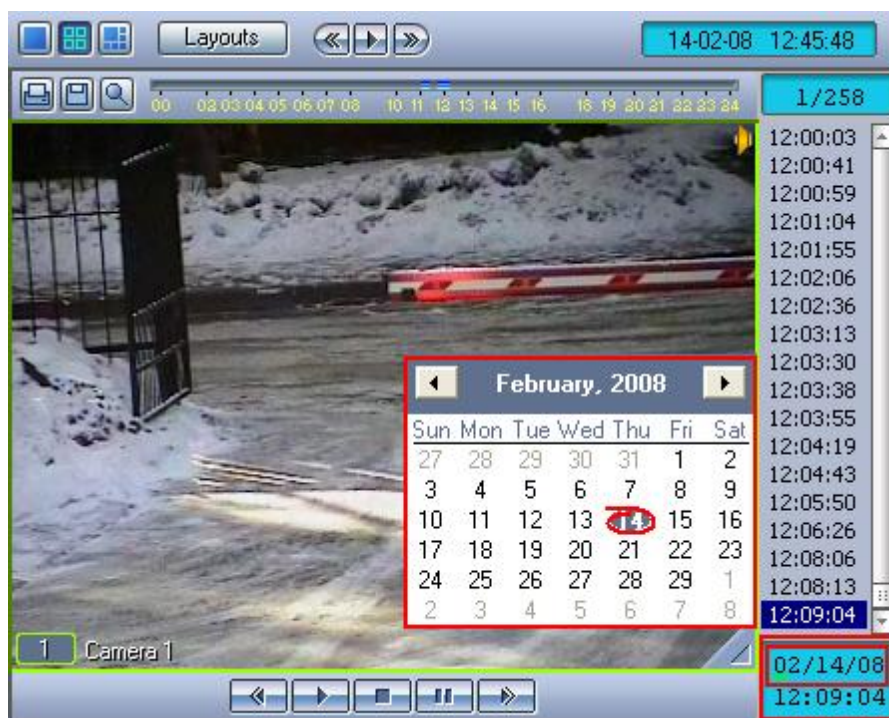 Layouts
14-02-08 12:45:48
00 02 03 04 05 06 07 08 10 11 12 13 14 15 16 18 19 20 21 22 23 24
1/258
12:00:03
12:00:41
12:00:59
12:01:04
12:01:55
12:02:06
12:02:36
12:03:13
12:03:30
12:03:38
12:03:55
12:04:19
12:04:43
12:05:50
12:06:26
12:08:06
12:08:13
12:09:04
February, 2008
Sun Mon Tue Wed Thu Fri Sat
27 28 29 30 31 1 2
3 4 5 6 7 8 9
10 11 12 13 14 15 16
17 18 19 20 21 22 23
24 25 26 27 28 29 1
2 3 4 5 6 7 8
1 Camera 1
02/14/08
12:09:04